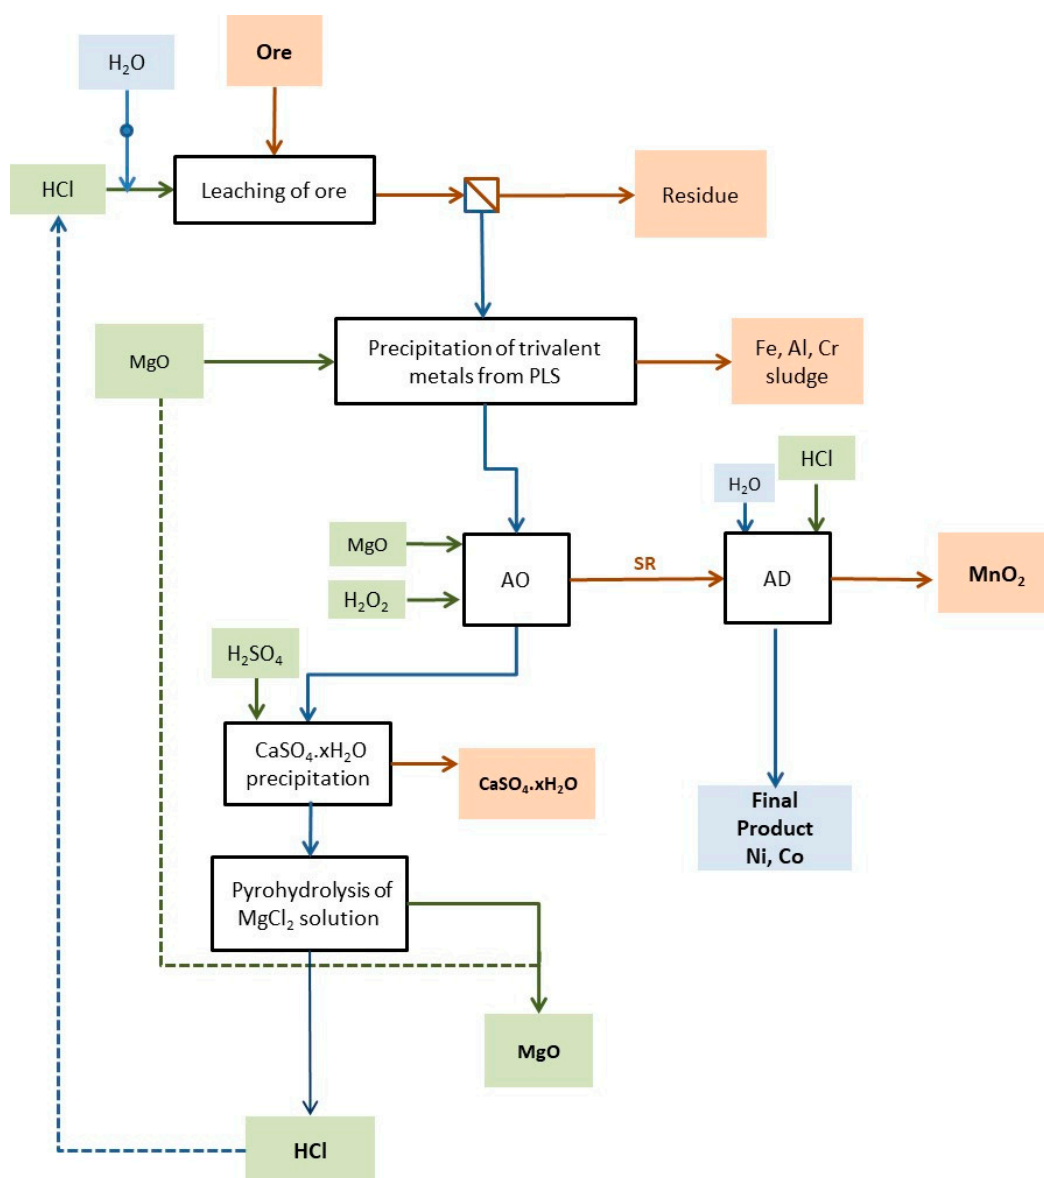 Ore
H₂O
HCl
Leaching of ore
Residue
MgO
Precipitation of trivalent
metals from PLS
Fe, Al, Cr
sludge
HCl
H₂O
MgO
H₂O₂
AO
SR
AD
MnO₂
H₂SO₄
CaSO₄.xH₂O
precipitation
CaSO₄.xH₂O
Final
Product
Ni, Co
Pyrohydrolysis of
MgCl₂ solution
MgO
HCl